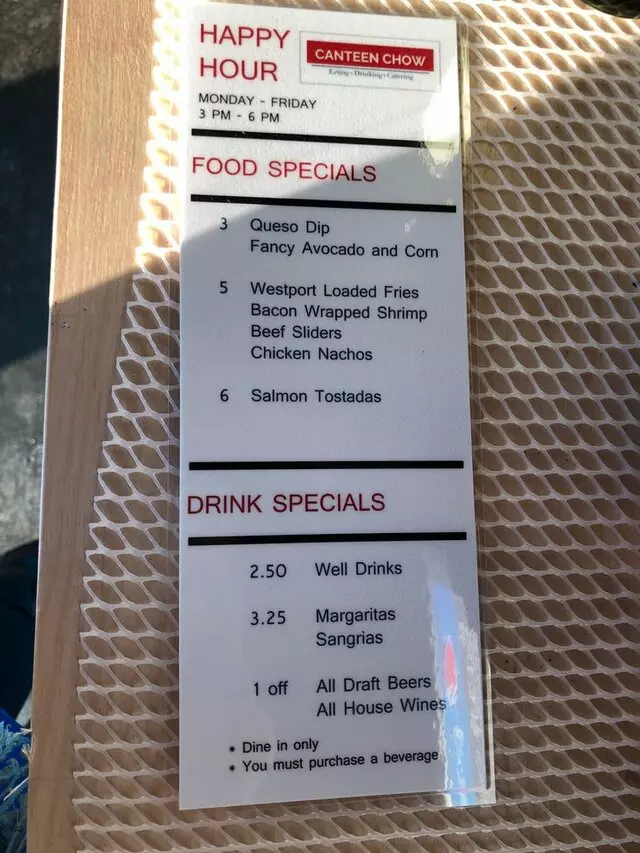 HAPPY
HOUR
CANTEEN CHOW
Eating • Drinking • Catering
MONDAY - FRIDAY
3 PM - 6 PM
FOOD SPECIALS
3 Queso Dip
Fancy Avocado and Corn
5 Westport Loaded Fries
Bacon Wrapped Shrimp
Beef Sliders
Chicken Nachos
6 Salmon Tostadas
DRINK SPECIALS
2.50 Well Drinks
3.25 Margaritas
Sangrias
1 off All Draft Beers
All House Wines
• Dine in only
• You must purchase a beverage